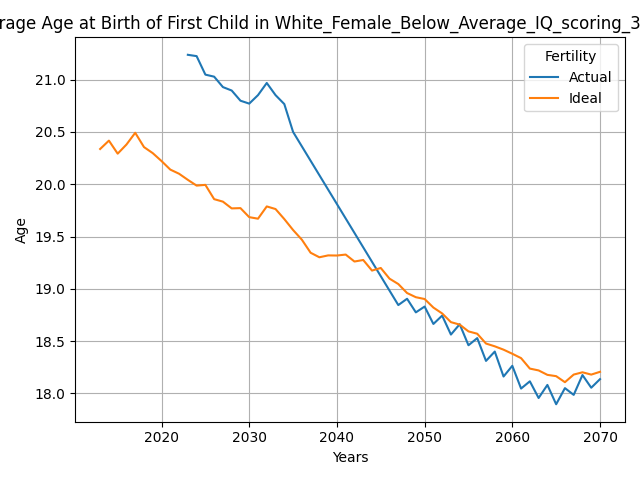 rage Age at Birth of First Child in White_Female_Below_Average_IQ_scoring_3
Fertility
Actual
Ideal
21.0
20.5
20.0
19.5
19.0
18.5
18.0
Age
2020 2030 2040 2050 2060 2070
Years